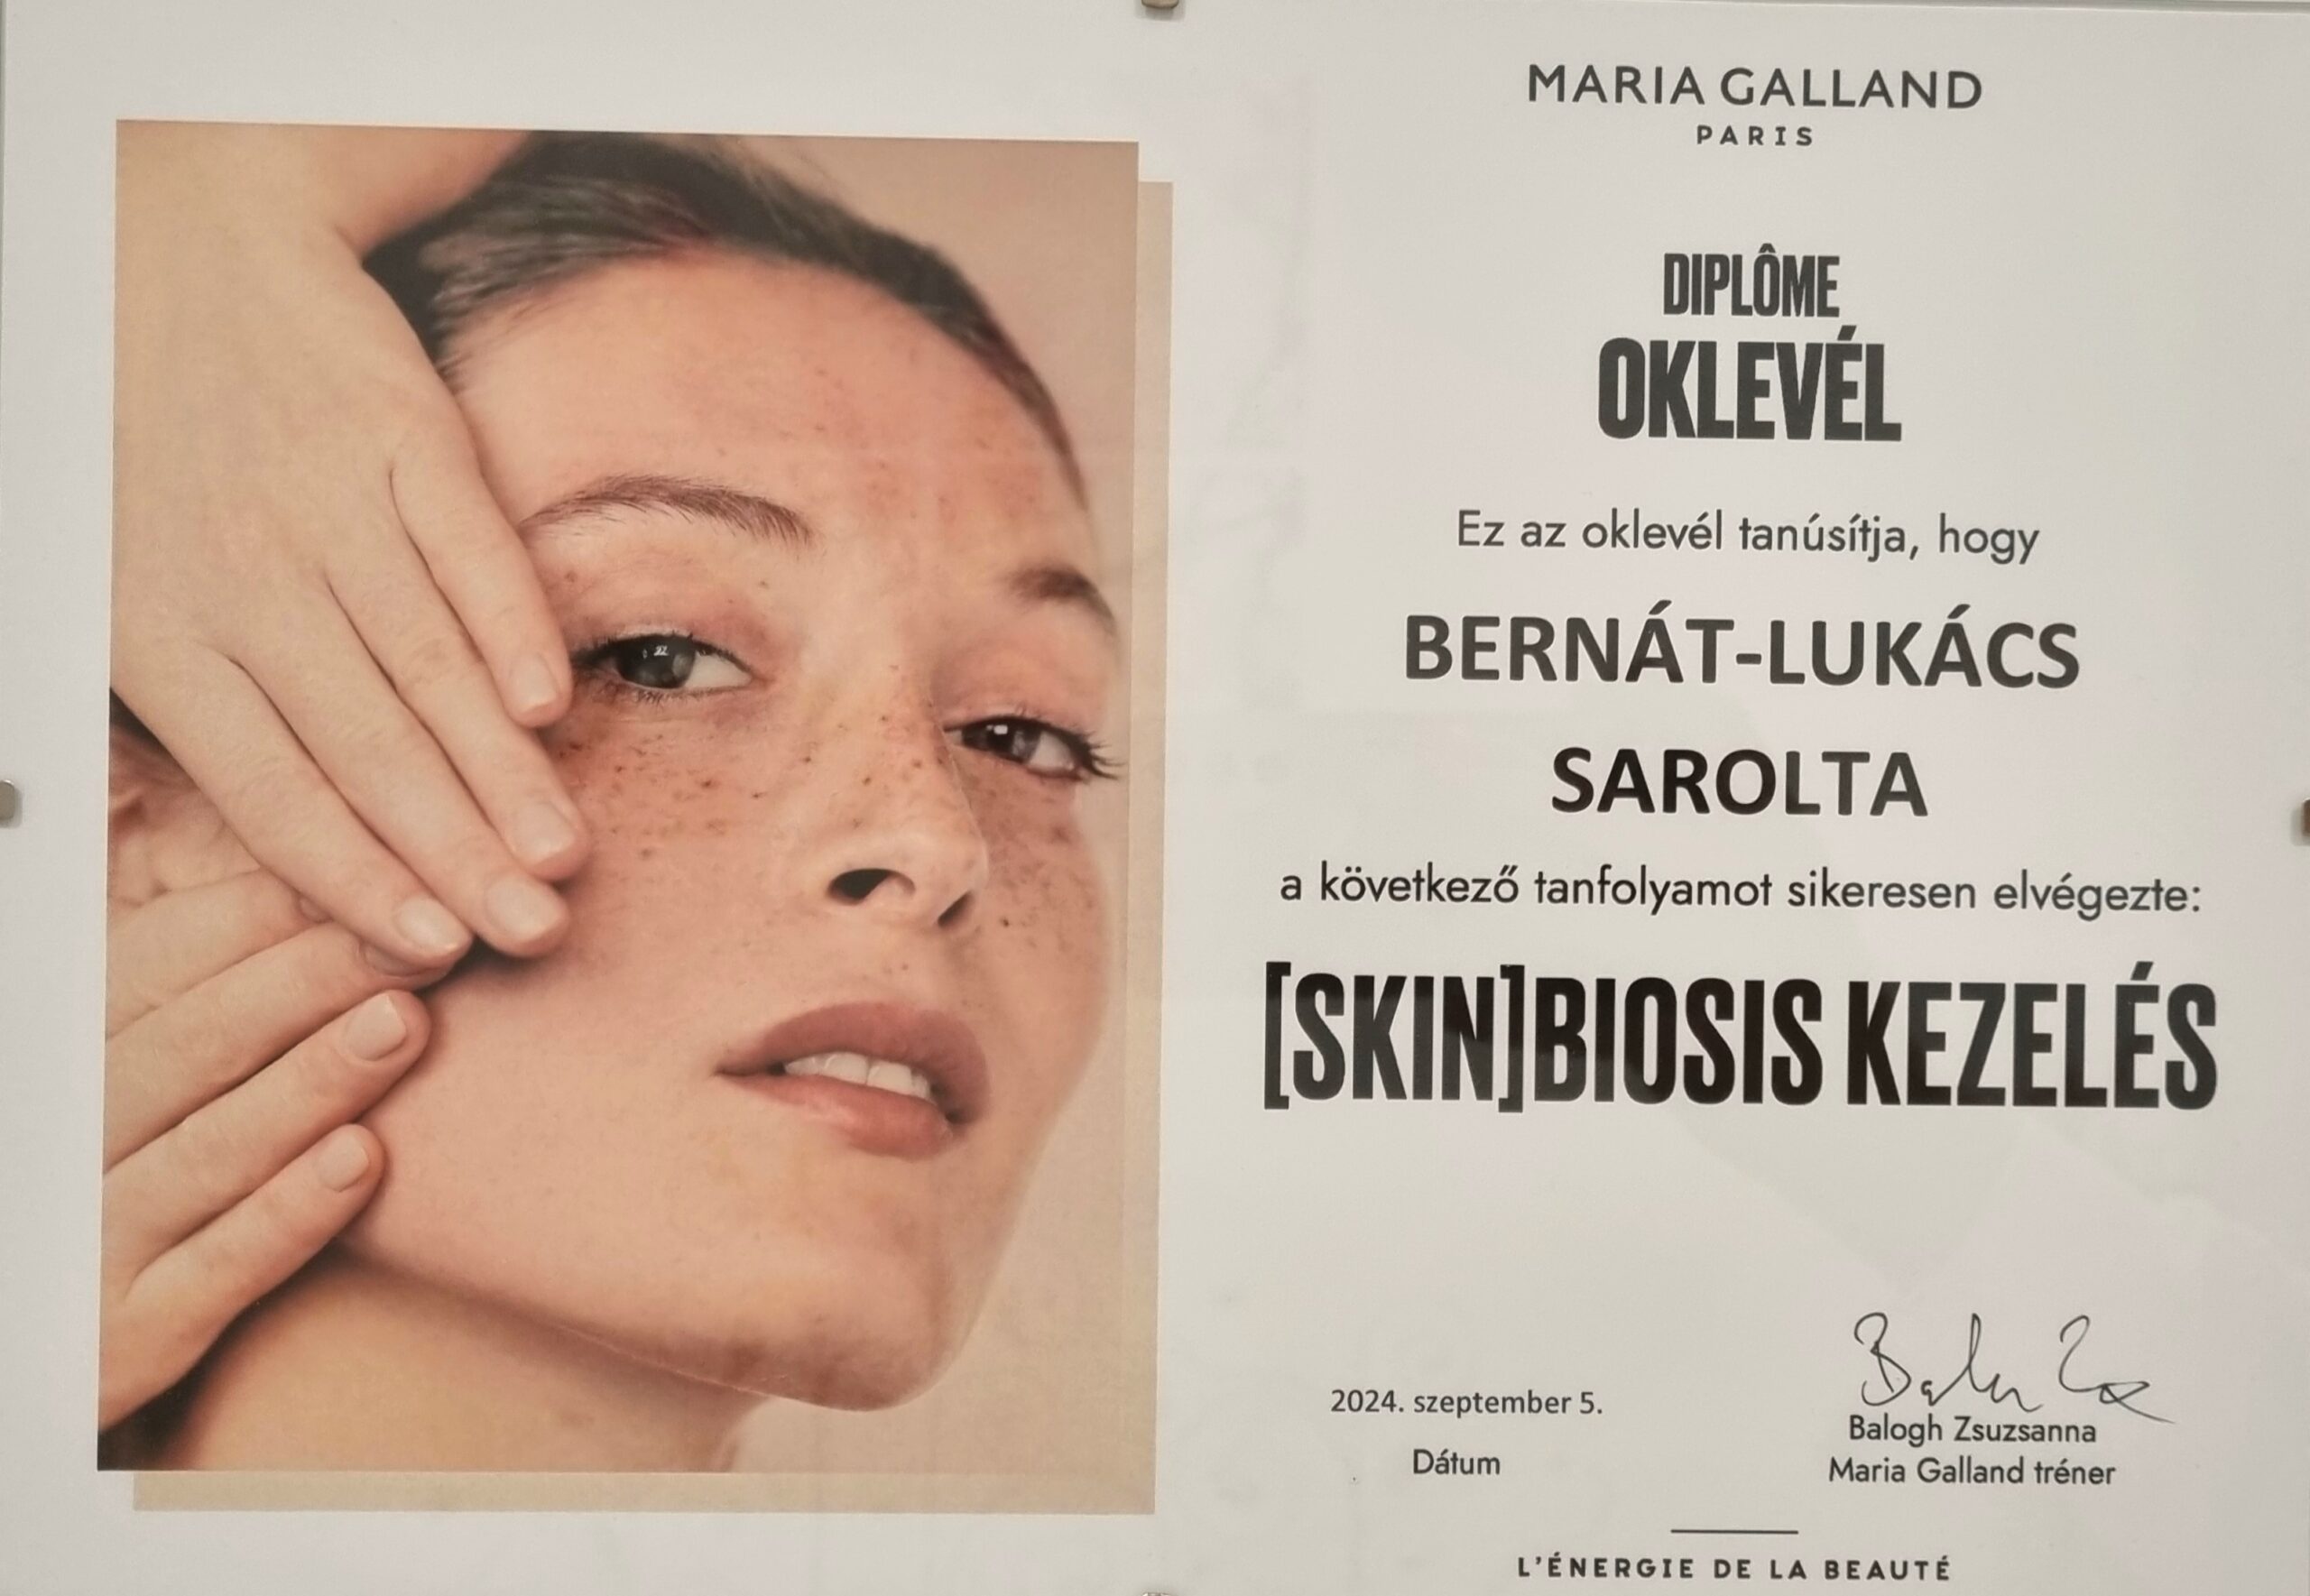 MARIA GALLAND
PARIS
DIPLÔME
OKLEVÉL
Ez az oklevél tanúsítja, hogy
BERNÁT-LUKÁCS
SAROLTA
a következő tanfolyamot sikeresen elvégezte:
[SKIN]BIOSIS KEZELÉS
2024. szeptember 5.
Dátum
Balogh Zsuzsanna
Maria Galland tréner
L'ÉNERGIE DE LA BEAUTÉ